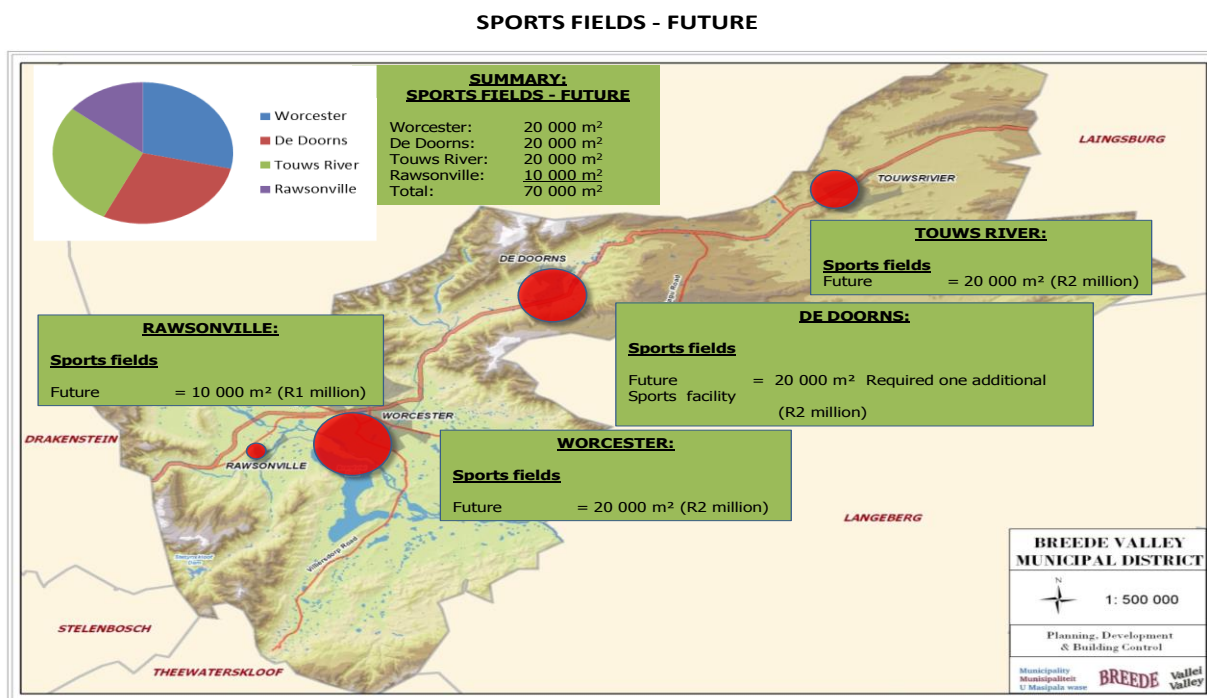 SPORTS FIELDS - FUTURE
Worcester
De Doorns
Touws River
Rawsonville
SUMMARY:
SPORTS FIELDS - FUTURE
Worcester: 20 000 m²
De Doorns: 20 000 m²
Touws River: 20 000 m²
Rawsonville: 10 000 m²
Total: 70 000 m²
LAINGSBURG
TOUWSRIVIER
TOUWS RIVER:
Sports fields
Future = 20 000 m² (R2 million)
DE DOORNS
DE DOORNS:
Sports fields
Future = 20 000 m² Required one additional
Sports facility
(R2 million)
RAWSONVILLE:
Sports fields
Future = 10 000 m² (R1 million)
WORCESTER
DRAKENSTEIN
RAWSONVILLE
WORCESTER:
Sports fields
Future = 20 000 m² (R2 million)
LANGEBERG
Villiersdorp Road
STELENBOSCH
THEEWATERSKLOOF
BREEDE VALLEY
MUNICIPAL DISTRICT
N
1: 500 000
Planning, Development
& Building Control
Municipality
Munisipaliteit
U Masipala wase
BREEDE
Vallei
Valley